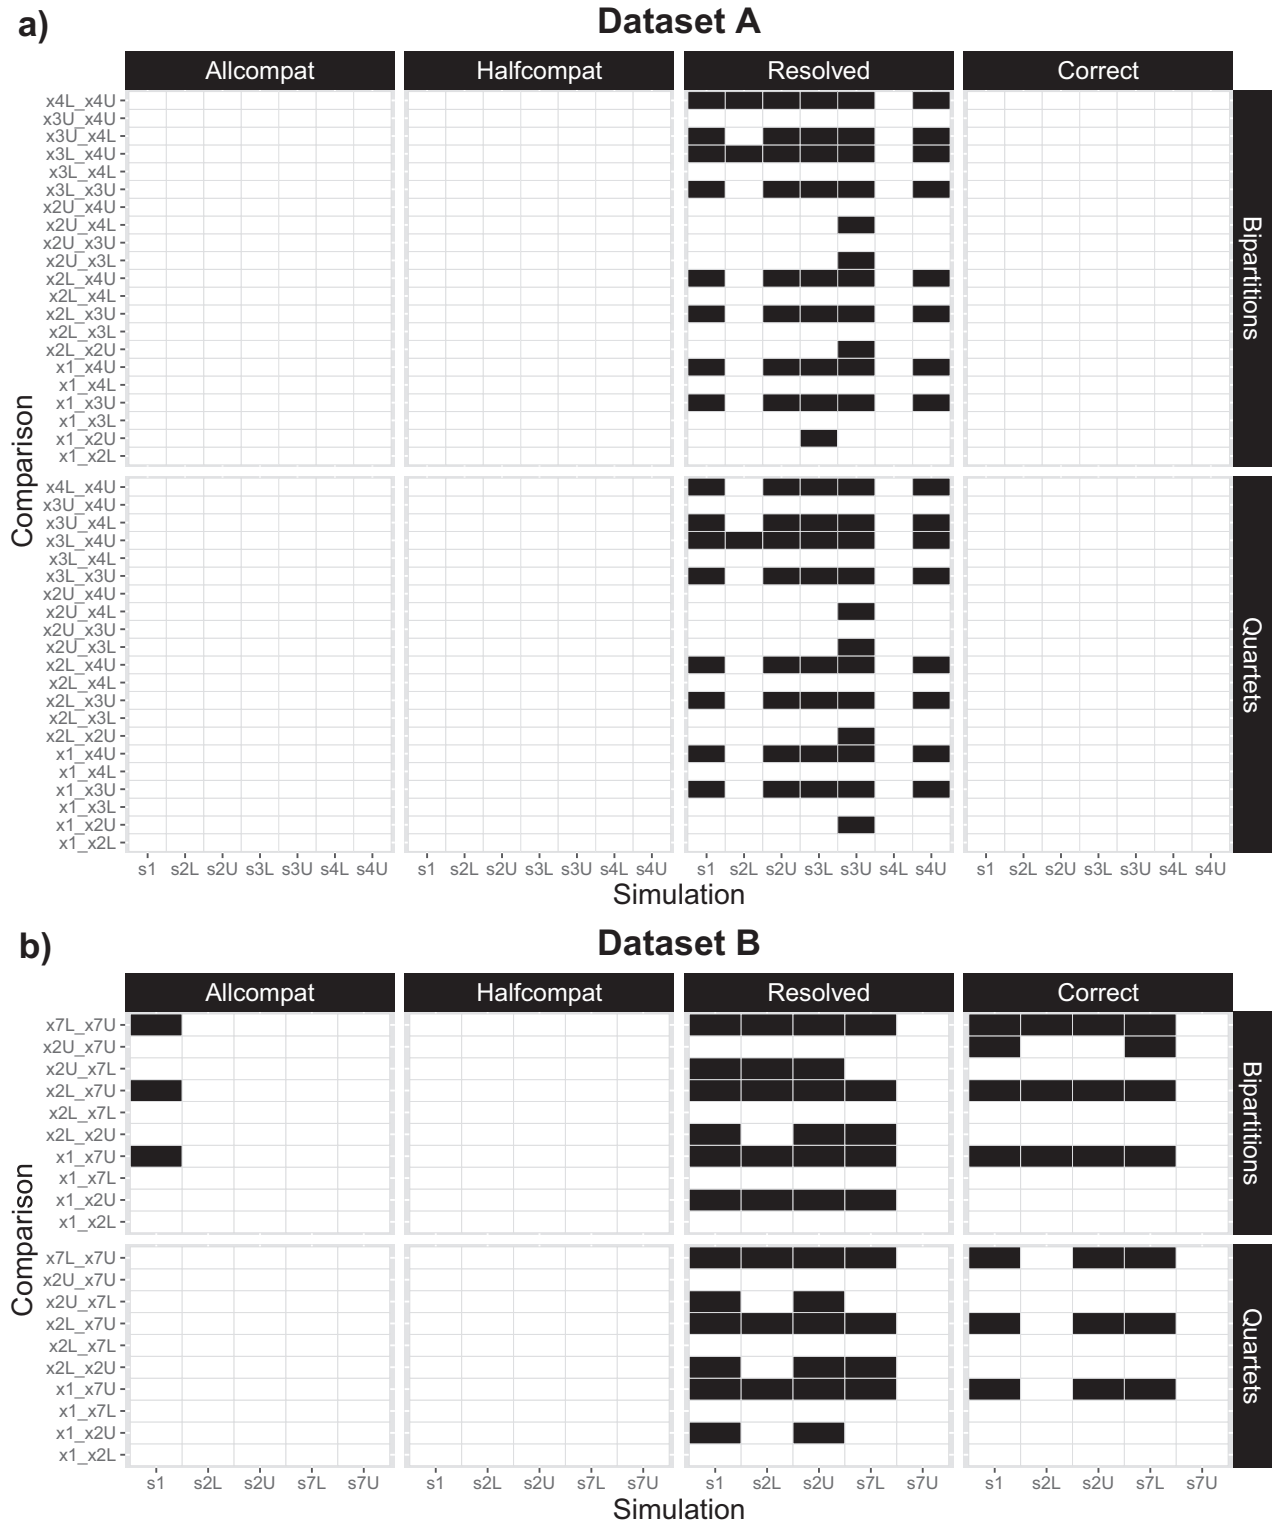 a)
Dataset A
Allcompat Halfcompat Resolved Correct
Comparison
x4L_x4U
x3U_x4U
x3U_x4L
x3L_x4U
x3L_x4L
x3L_x3U
x2U_x4U
x2U_x4L
x2U_x3U
x2U_x3L
x2L_x4U
x2L_x4L
x2L_x3U
x2L_x3L
x2L_x2U
x1_x4U
x1_x4L
x1_x3U
x1_x3L
x1_x2U
x1_x2L
Bipartitions
x4L_x4U
x3U_x4U
x3U_x4L
x3L_x4U
x3L_x4L
x3L_x3U
x2U_x4U
x2U_x4L
x2U_x3U
x2U_x3L
x2L_x4U
x2L_x4L
x2L_x3U
x2L_x3L
x2L_x2U
x1_x4U
x1_x4L
x1_x3U
x1_x3L
x1_x2U
x1_x2L
Quartets
s1 s2L s2U s3L s3U s4L s4U s1 s2L s2U s3L s3U s4L s4U s1 s2L s2U s3L s3U s4L s4U s1 s2L s2U s3L s3U s4L s4U
Simulation
b)
Dataset B
Allcompat Halfcompat Resolved Correct
Comparison
x7L_x7U
x2U_x7U
x2U_x7L
x2L_x7U
x2L_x7L
x2L_x2U
x1_x7U
x1_x7L
x1_x2U
x1_x2L
Bipartitions
x7L_x7U
x2U_x7U
x2U_x7L
x2L_x7U
x2L_x7L
x2L_x2U
x1_x7U
x1_x7L
x1_x2U
x1_x2L
Quartets
s1 s2L s2U s7L s7U s1 s2L s2U s7L s7U s1 s2L s2U s7L s7U s1 s2L s2U s7L s7U
Simulation